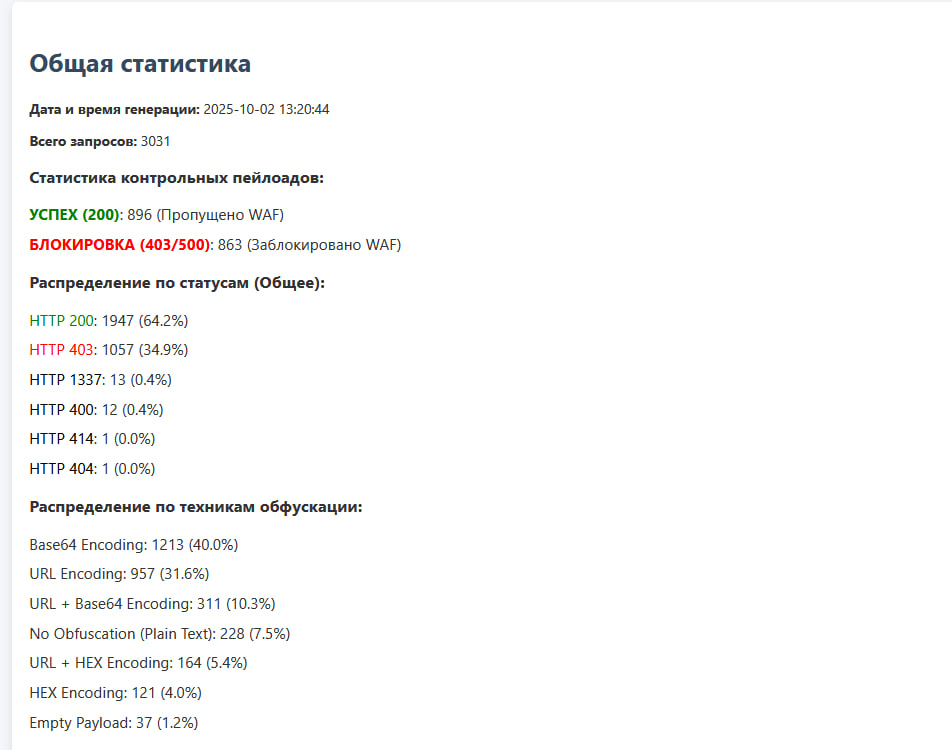 Общая статистика
Дата и время генерации: 2025-10-02 13:20:44
Всего запросов: 3031
Статистика контрольных пейлоадов:
УСПЕХ (200): 896 (Пропущено WAF)
БЛОКИРОВКА (403/500): 863 (Заблокировано WAF)
Распределение по статусам (Общее):
HTTP 200: 1947 (64.2%)
HTTP 403: 1057 (34.9%)
HTTP 1337: 13 (0.4%)
HTTP 400: 12 (0.4%)
HTTP 414: 1 (0.0%)
HTTP 404: 1 (0.0%)
Распределение по техникам обфускации:
Base64 Encoding: 1213 (40.0%)
URL Encoding: 957 (31.6%)
URL + Base64 Encoding: 311 (10.3%)
No Obfuscation (Plain Text): 228 (7.5%)
URL + HEX Encoding: 164 (5.4%)
HEX Encoding: 121 (4.0%)
Empty Payload: 37 (1.2%)